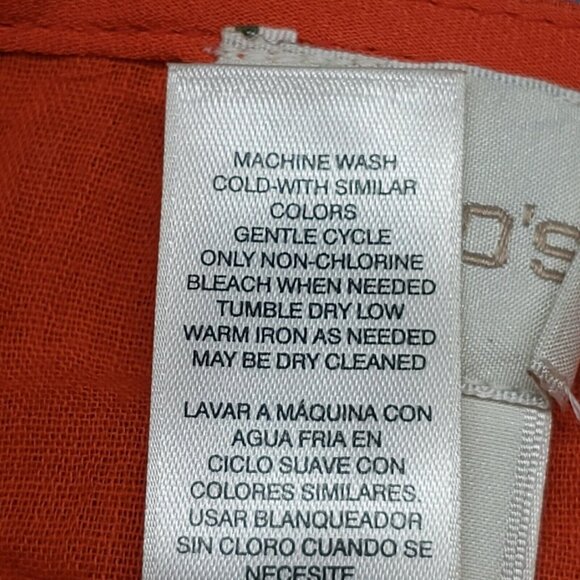 MACHINE WASH
COLD-WITH SIMILAR
COLORS
GENTLE CYCLE
ONLY NON-CHLORINE
BLEACH WHEN NEEDED
TUMBLE DRY LOW
WARM IRON AS NEEDED
MAY BE DRY CLEANED
LAVAR A MÁQUINA CON
AGUA FRIA EN
CICLO SUAVE CON
COLORES SIMILARES.
USAR BLANQUEADOR
SIN CLORO CUANDO SE
NECESITE
D'S